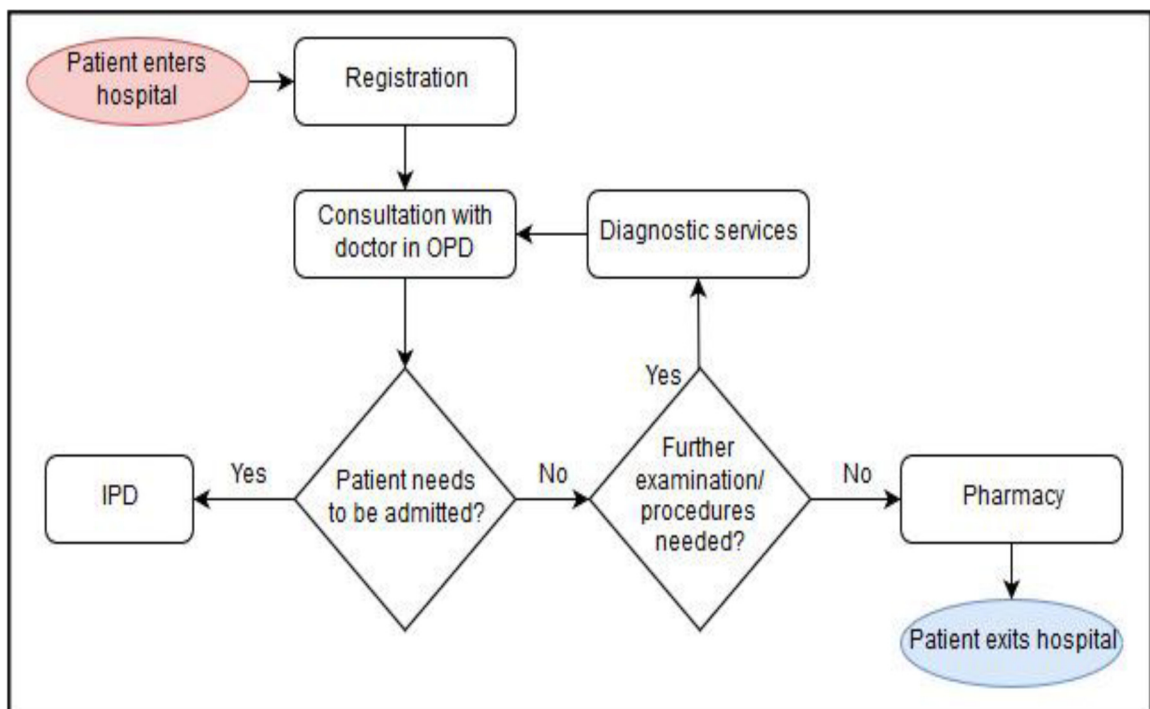 Patient enters
hospital
Registration
Consultation with
doctor in OPD
Diagnostic services
Yes
Further
examination/
procedures
needed?
Yes
Patient needs
to be admitted?
No
No
IPD
Pharmacy
Patient exits hospital